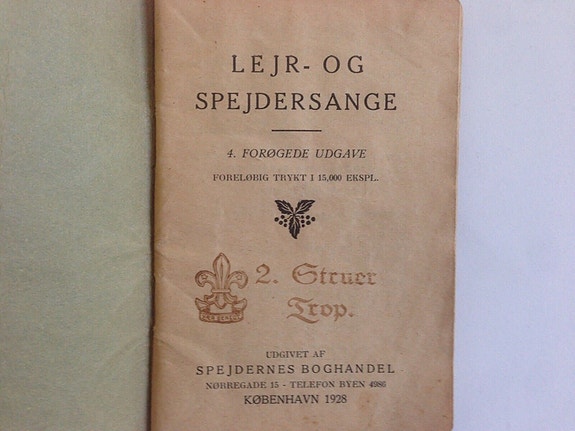 LEJR- OG
SPEJDERSANGE
4. FORØGEDE UDGAVE
FORELØBIG TRYKT I 15,000 EKSPL.
2. Struer
Trop.
UDGIVET AF
SPEJDERNES BOGHANDEL
NØRREGADE 15 - TELEFON BYEN 4986
KØBENHAVN 1928